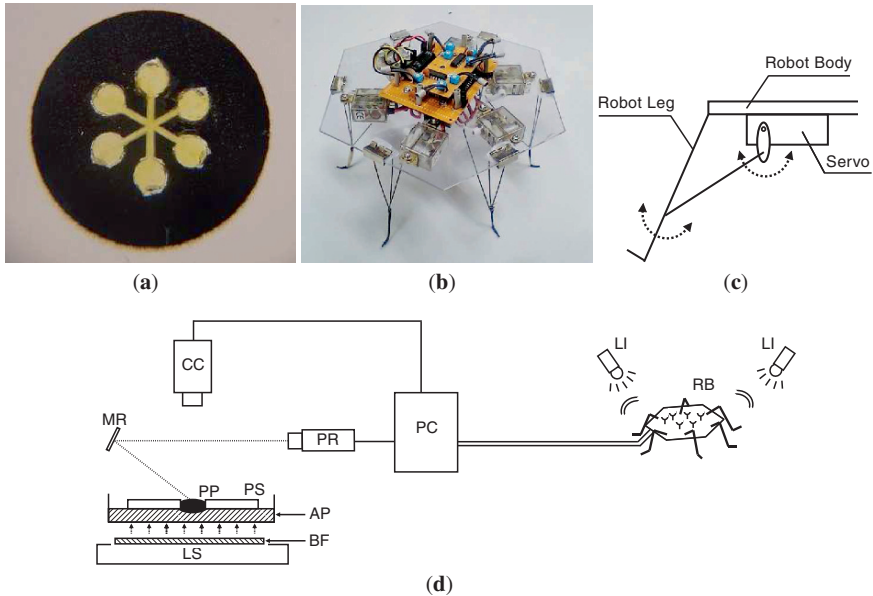 (a)
(b)
Robot Body
Robot Leg
Servo
(c)
CC
LI
LI
MR
PR
PC
RB
PP
PS
AP
BF
LS
(d)